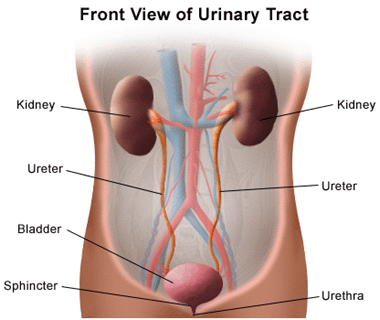 Front View of Urinary Tract
Kidney
Kidney
Ureter
Ureter
Bladder
Sphincter
Urethra